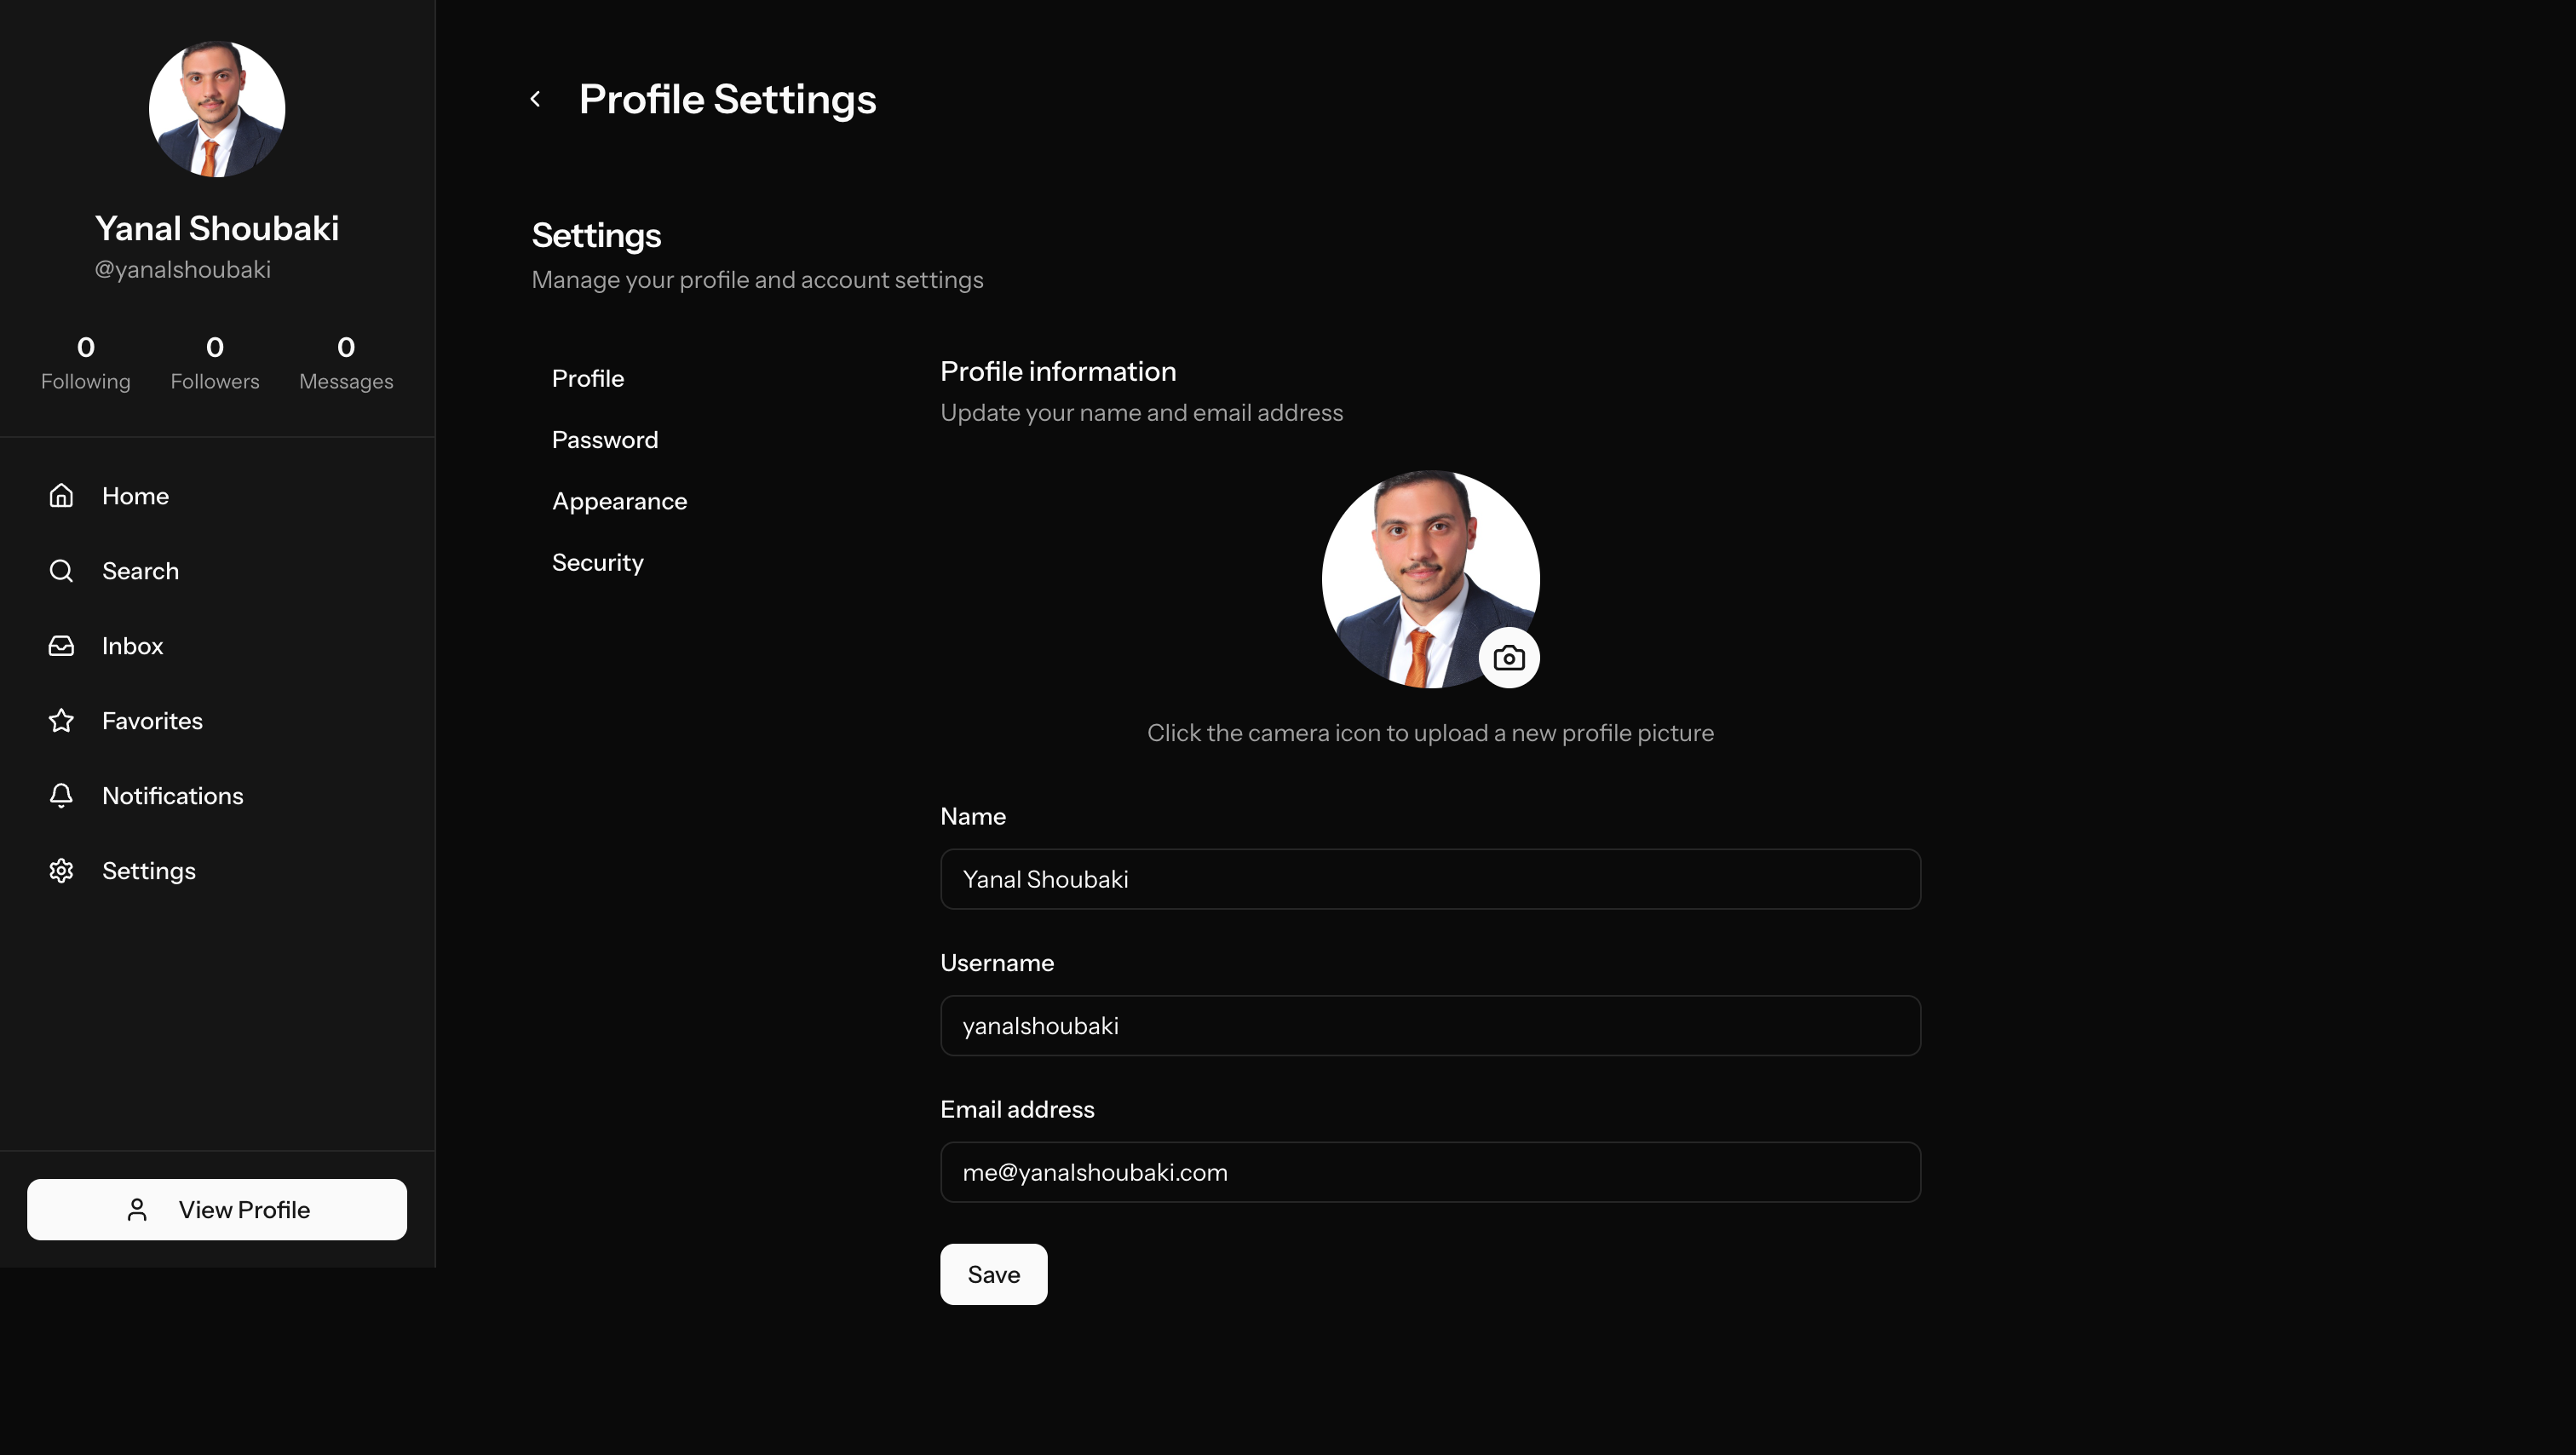 Yanal Shoubaki
@yanalshoubaki
0 0 0
Following Followers Messages
Home
Search
Inbox
Favorites
Notifications
Settings
View Profile
Profile Settings
Settings
Manage your profile and account settings
Profile
Password
Appearance
Security
Profile information
Update your name and email address
Click the camera icon to upload a new profile picture
Name
Yanal Shoubaki
Username
yanalshoubaki
Email address
me@yanalshoubaki.com
Save